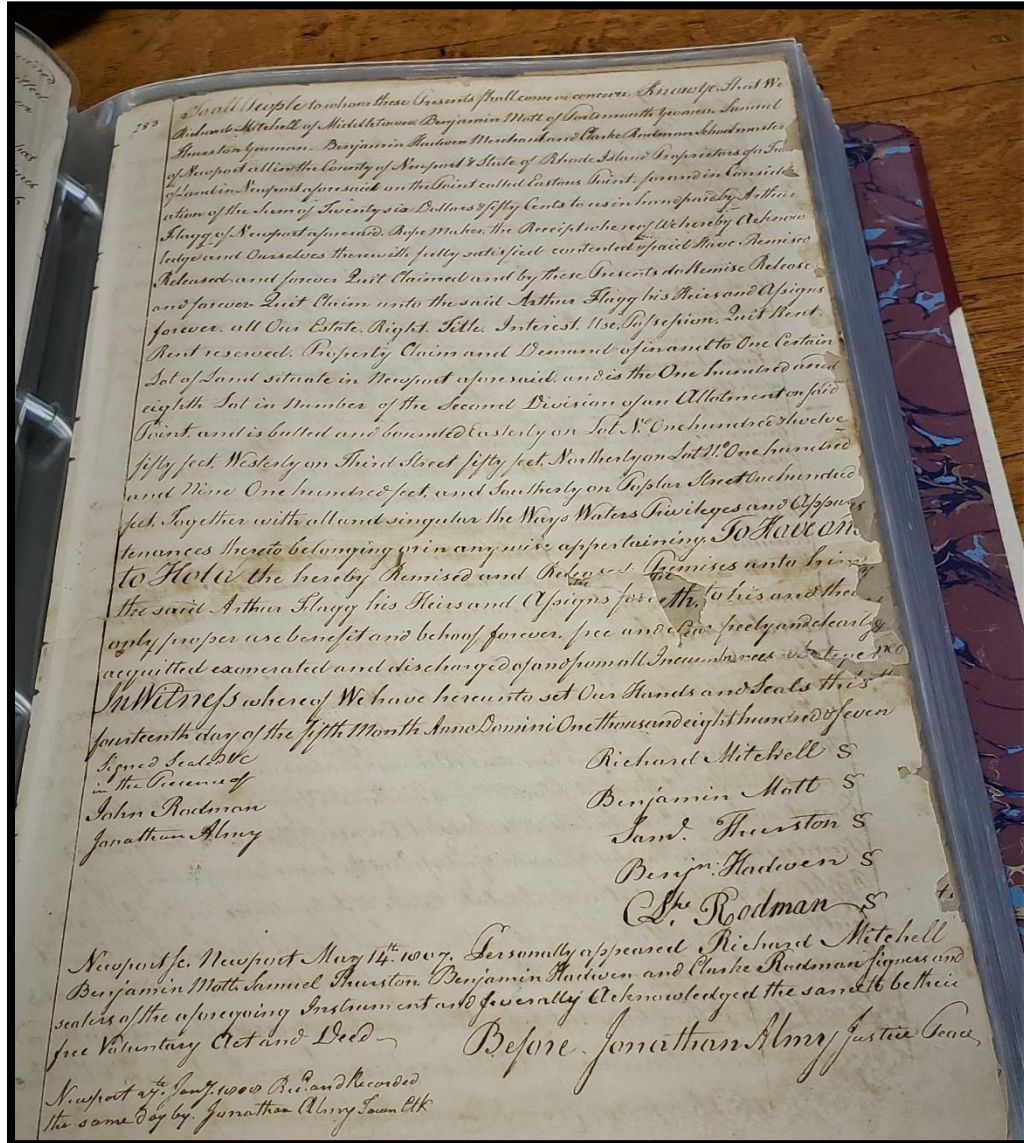 283
To all People to whom these Presents shall come or concern. Know ye. That We
Richard Mitchell of Middletown. Benjamin Mott of Portsmouth Yeomen. Samuel
Thurston Yeoman. Benjamin Hadwen Merchant and Clarke Rodman Schoolmaster
of Newport all in the County of Newport & State of Rhode Island Proprietors of a
of Land in Newport aforesaid on the Point called Eastons Point. for and in Consider
ation of the Sum of Twenty six Dollars & fifty Cents to us in hand paid by Arthur
Flagg of Newport aforesaid. Rope Maker, the Receipt whereof We hereby Acknow
ledge and Ourselves therewith fully satisfied contented & paid Have Remised
Released and forever Quit Claimed and by these Presents do Remise Release
and forever Quit Claim unto the said Arthur Flagg his Heirs and Assigns
forever. all Our Estate. Right. Title. Interest. Use. Possession. Quit Rent.
Rent reserved. Property Claim and Demand of in and to One Certain
Lot of Land situate in Newport aforesaid. and is the One hundred and
eighth Lot in Number of the Second Division of an Allotment on said
Point. and is butted and bounded Easterly on Lot No. One hundred & twelve
fifty feet. Westerly on Third Street fifty feet. Northerly on Lot No. One hundred
and Nine One hundred feet. and Southerly on Poplar Street One hundred
feet. Together with all and singular the Ways Waters Privileges and Appur
tenances thereto belonging or in any wise appertaining. To Have and
to Hold the hereby Remised and Released Premises unto him
the said Arthur Flagg his Heirs and Assigns to his and their
only proper use benefit and behoof forever. free and clear freely and clearly
acquitted exonerated and discharged of and from all Incumbrances
In Witness whereof We have hereunto set Our Hands and Seals this
fourteenth day of the fifth Month Anno Domini One thousand eight hundred & Seven
Signed Seal &c
in the Presence of
John Rodman
Jonathan Almy
Richard Mitchell S
Benjamin Mott S
Saml. Thurston S
Benjn. Hadwen S
Clke Rodman S
Newport sc. Newport May 14th 1807. Personally appeared Richard Mitchell
Benjamin Mott Samuel Thurston Benjamin Hadwen and Clarke Rodman signers and
sealers of the aforegoing Instrument and severally Acknowledged the same to be their
free Voluntary Act and Deed
Before Jonathan Almy Justice Peace
Newport 27th Jany. 1808 Recd. and Recorded
the same day by. Jonathan Almy Town Clk